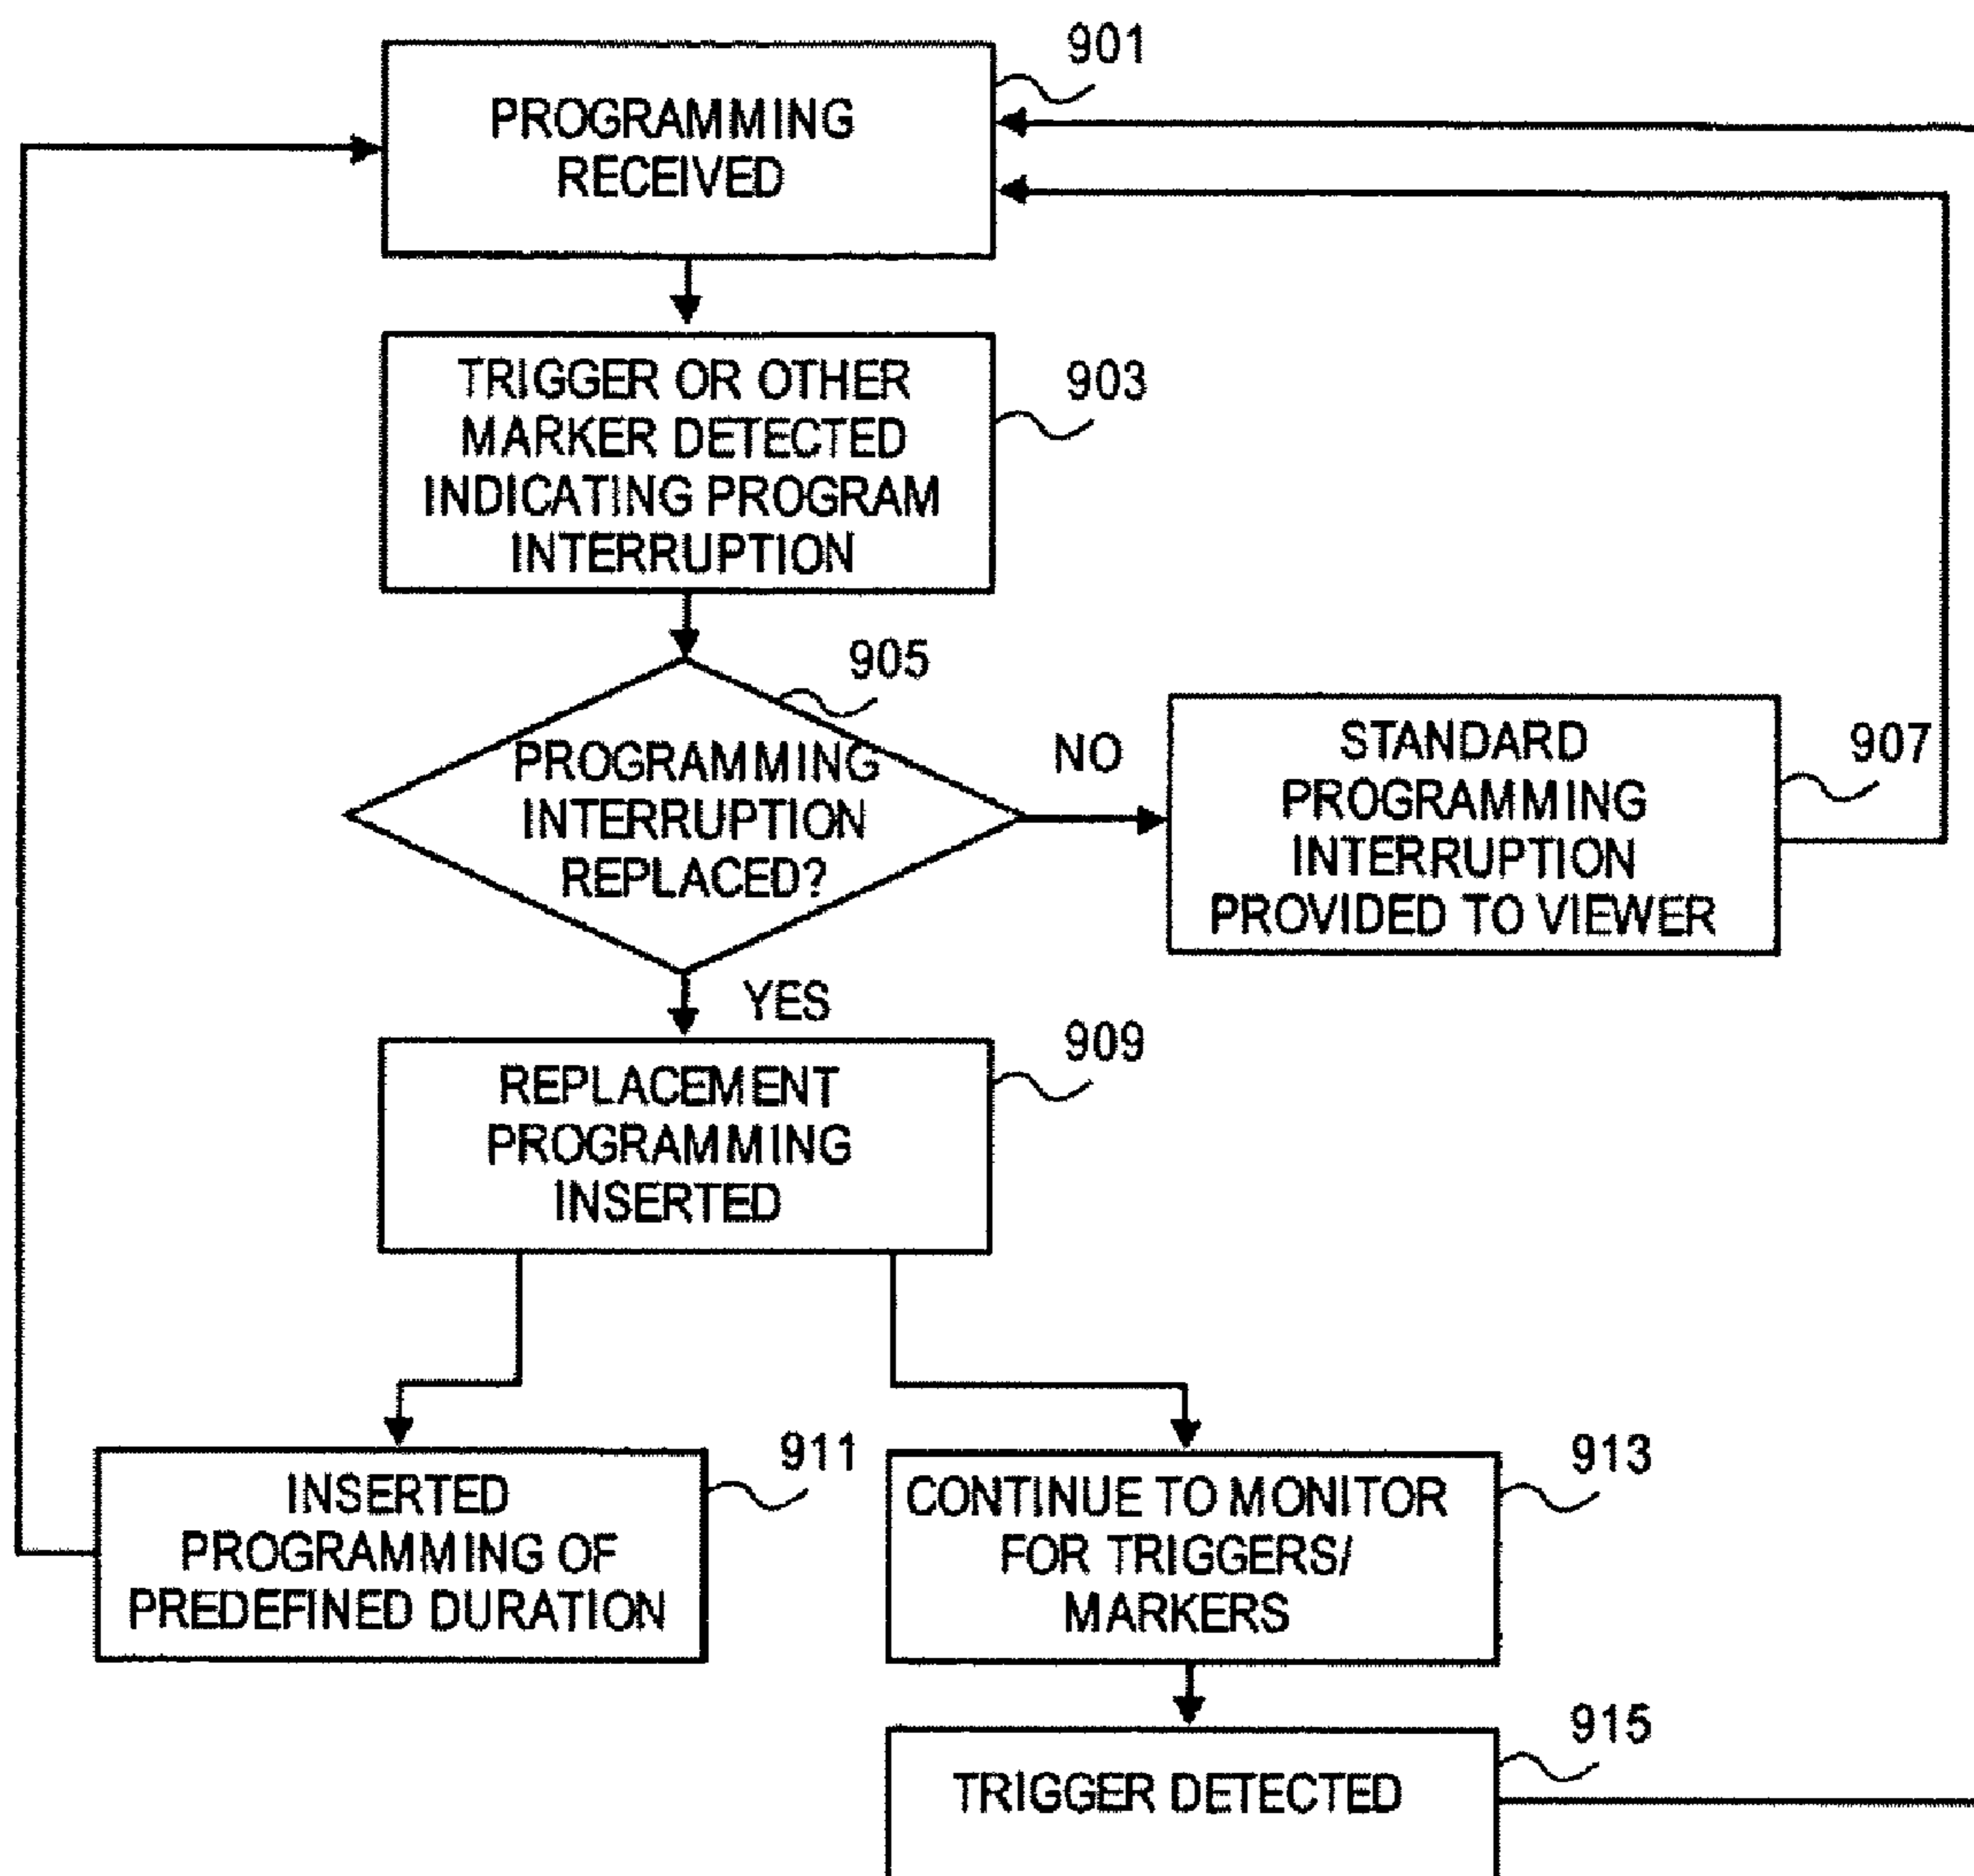 901
PROGRAMMING
RECEIVED
903
TRIGGER OR OTHER
MARKER DETECTED
INDICATING PROGRAM
INTERRUPTION
905
PROGRAMMING
INTERRUPTION
REPLACED?
NO
907
STANDARD
PROGRAMMING
INTERRUPTION
PROVIDED TO VIEWER
YES
909
REPLACEMENT
PROGRAMMING
INSERTED
911
INSERTED
PROGRAMMING OF
PREDEFINED DURATION
913
CONTINUE TO MONITOR
FOR TRIGGERS/
MARKERS
915
TRIGGER DETECTED